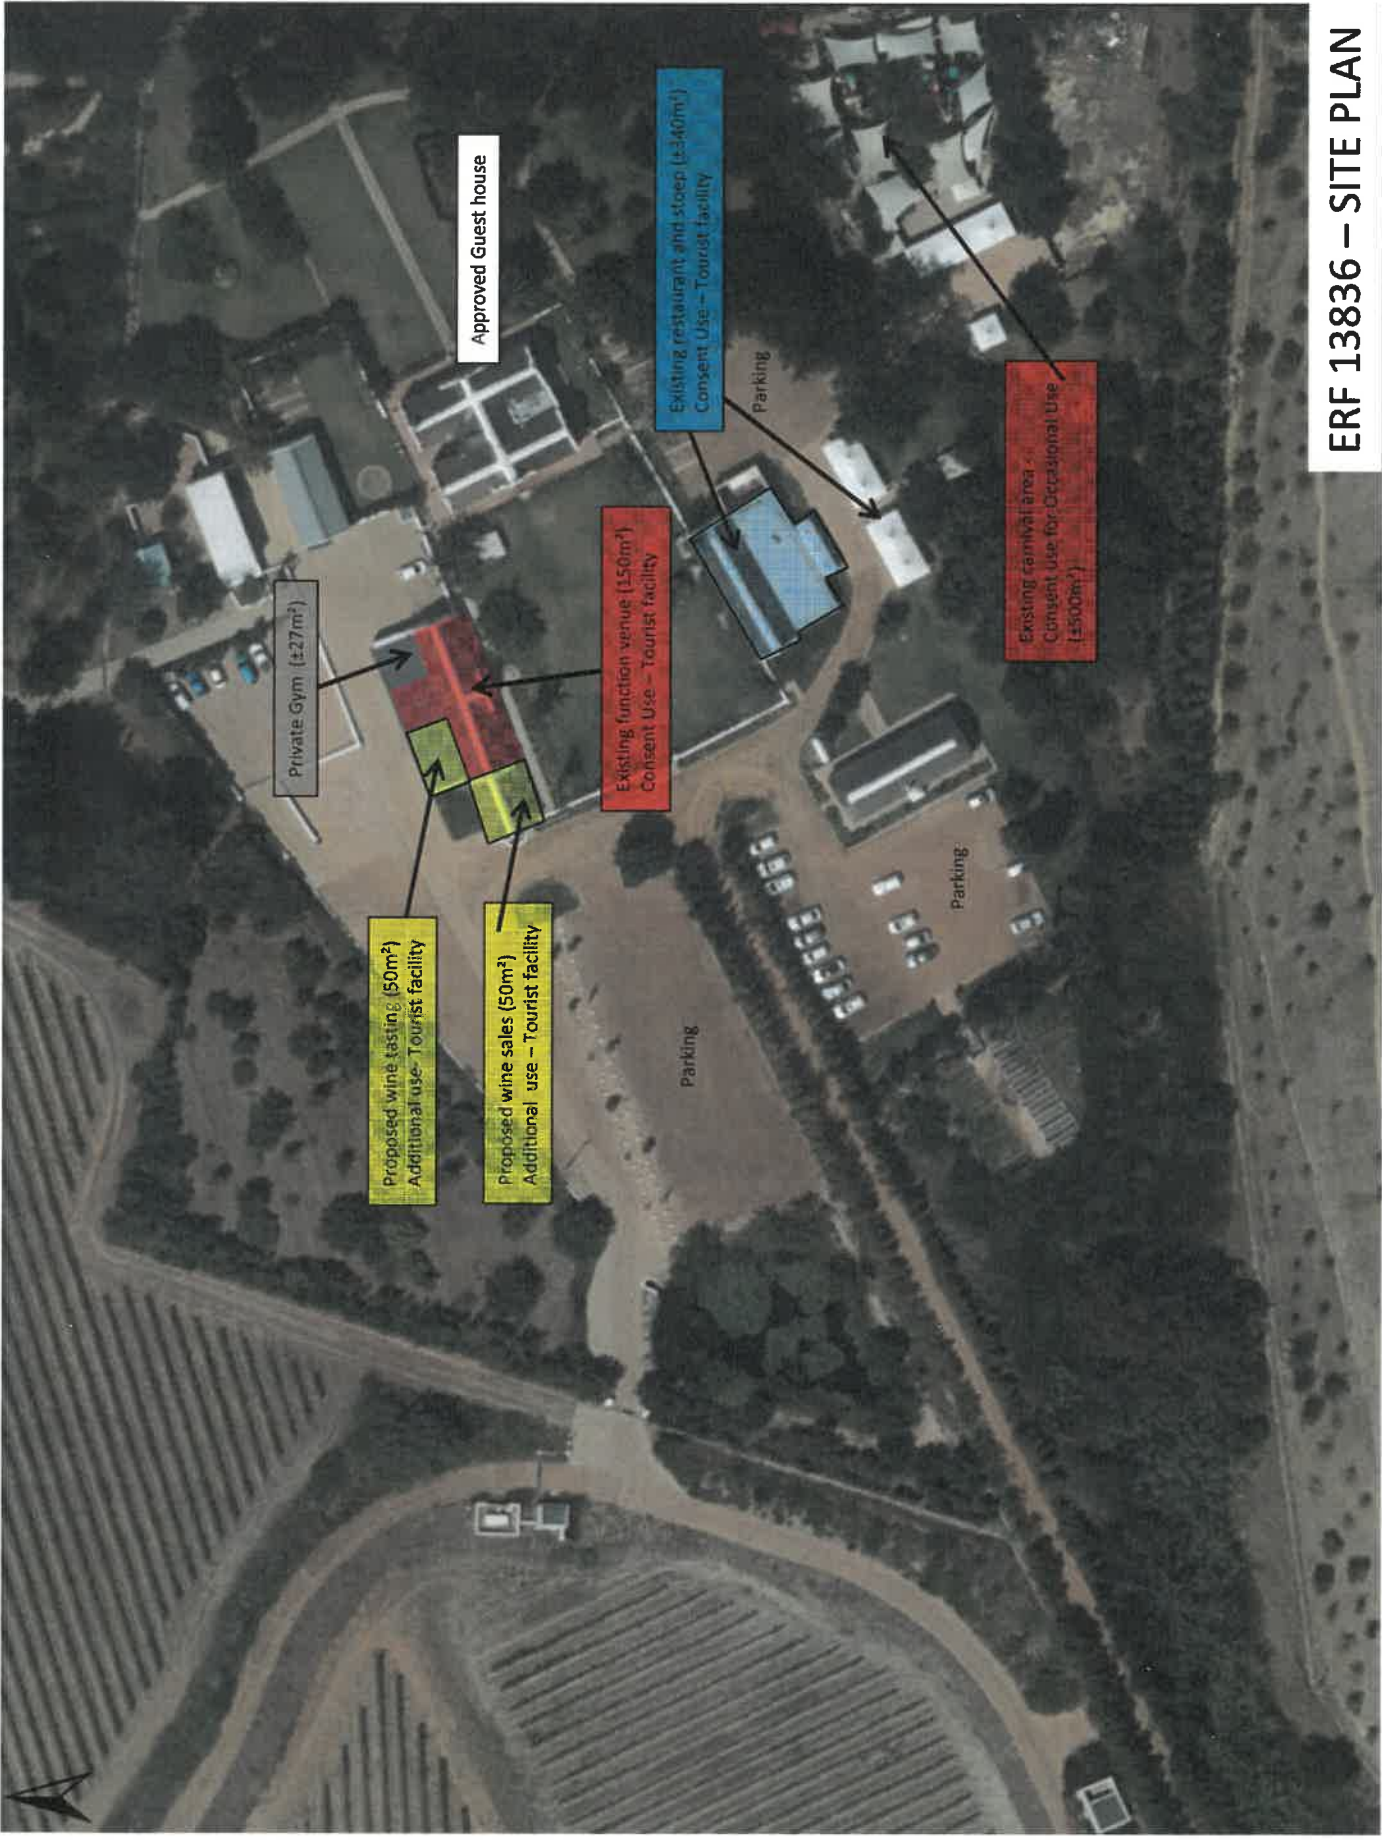 Private Gym (±27m²)
Approved Guest house
Proposed wine tasting (50m²)
Additional use- Tourist facility
Proposed wine sales (50m²)
Additional use – Tourist facility
Existing function venue (150m²)
Consent Use – Tourist facility
Existing restaurant and stoep (±340m²)
Consent Use – Tourist facility
Parking
Parking
Parking
Existing carnival area -
Consent use for Occasional Use
(±500m²)
ERF 13836 – SITE PLAN